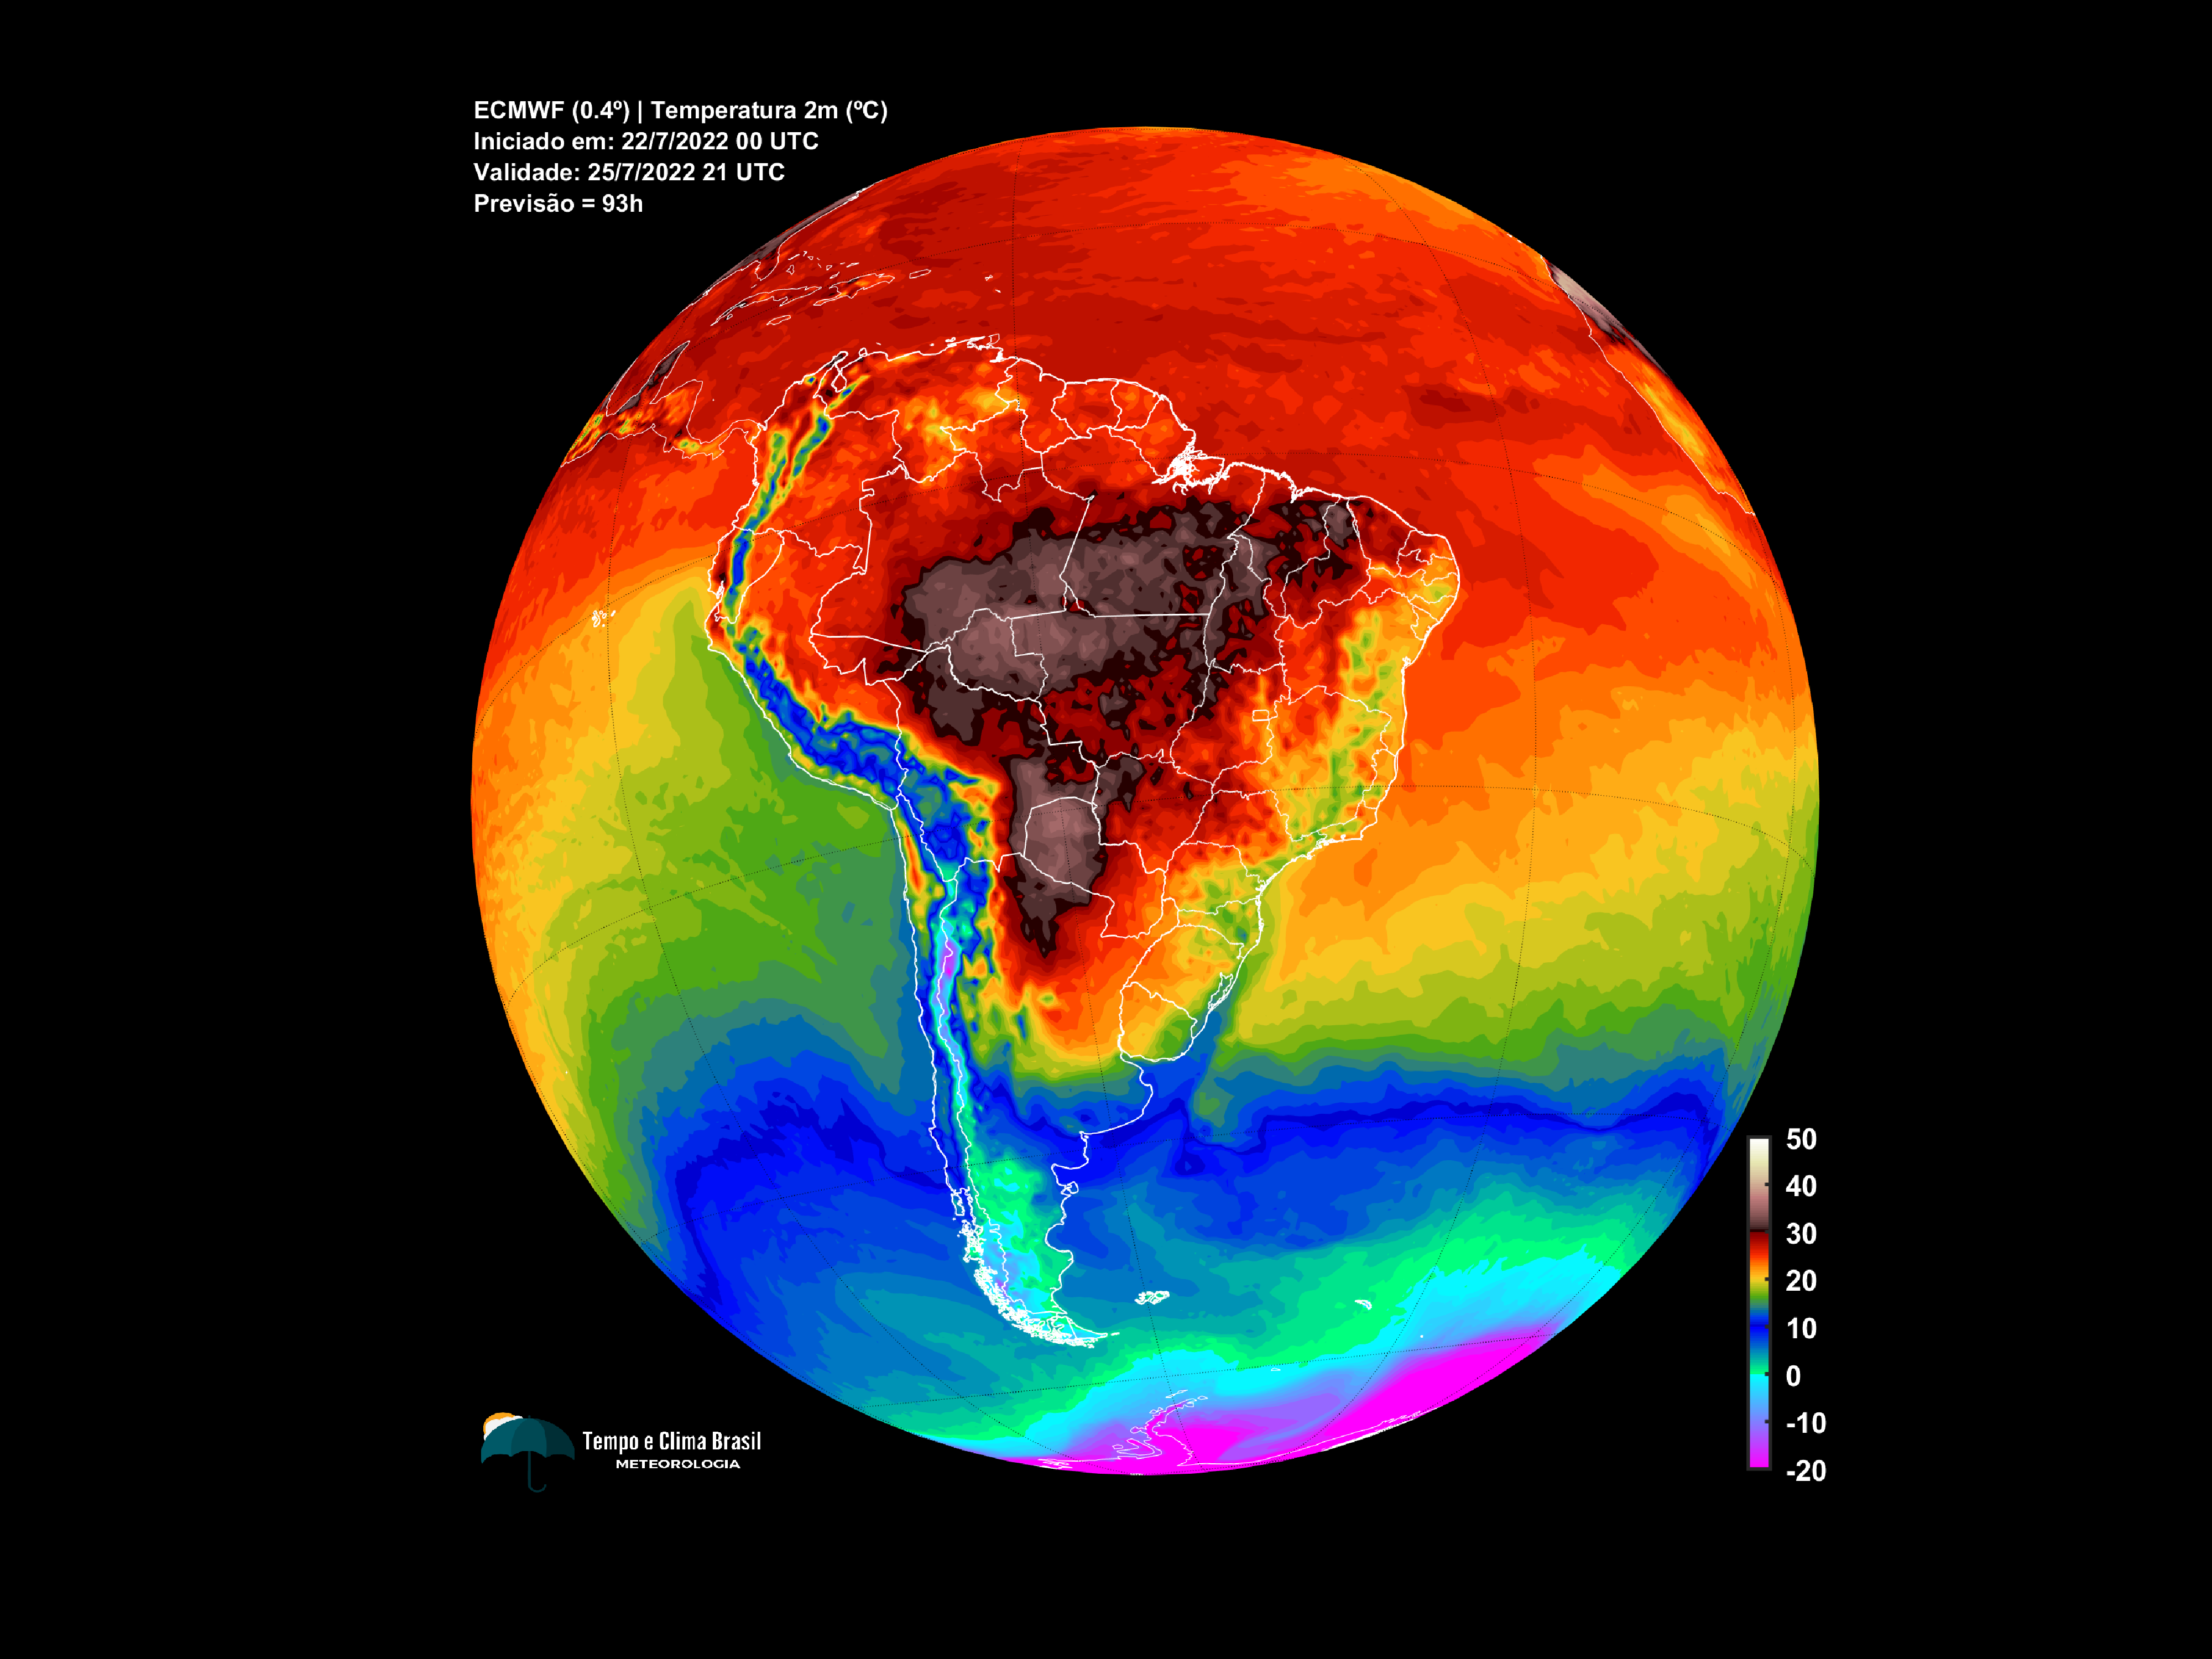 ECMWF (0.4º) | Temperatura 2m (ºC)
Iniciado em: 22/7/2022 00 UTC
Validade: 25/7/2022 21 UTC
Previsão = 93h
50
40
30
20
10
0
-10
-20
Tempo e Clima Brasil
METEOROLOGIA